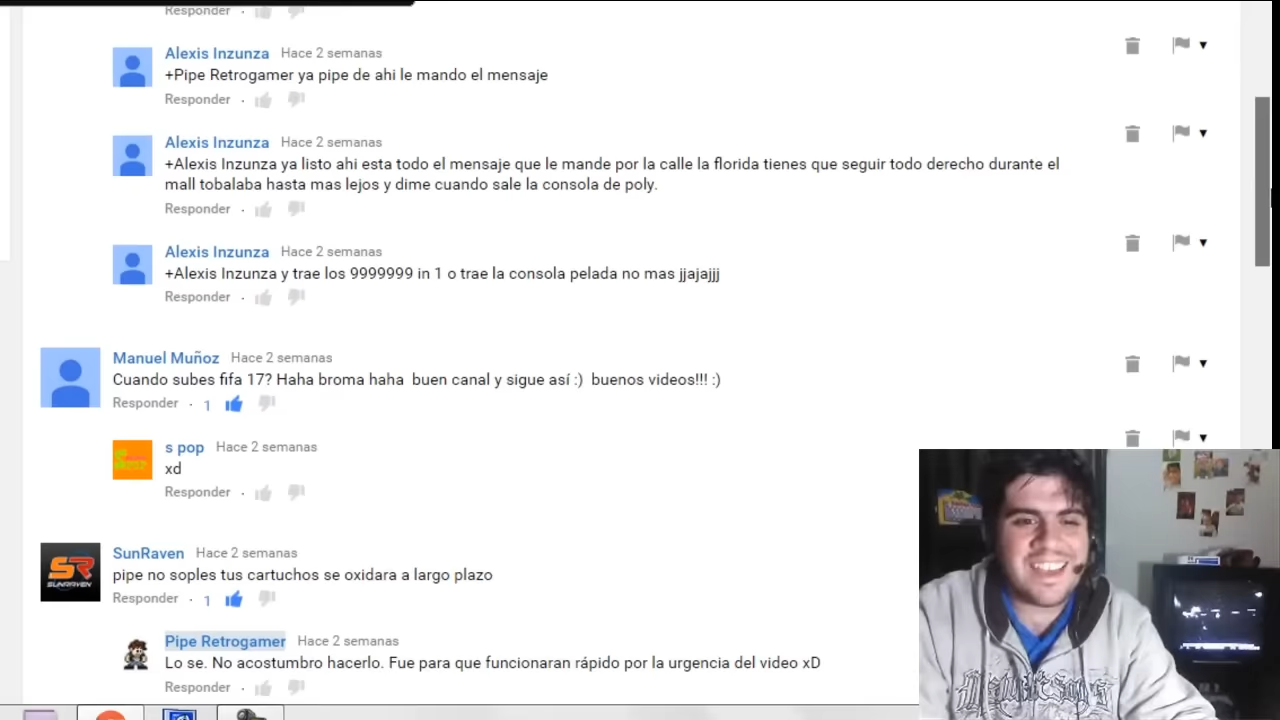 Responder ·
Alexis Inzunza Hace 2 semanas
+Pipe Retrogamer ya pipe de ahi le mando el mensaje
Responder ·
Alexis Inzunza Hace 2 semanas
+Alexis Inzunza ya listo ahi esta todo el mensaje que le mande por la calle la florida tienes que seguir todo derecho durante el
mall tobalaba hasta mas lejos y dime cuando sale la consola de poly.
Responder ·
Alexis Inzunza Hace 2 semanas
+Alexis Inzunza y trae los 9999999 in 1 o trae la consola pelada no mas jjajajjj
Responder ·
Manuel Muñoz Hace 2 semanas
Cuando subes fifa 17? Haha broma haha buen canal y sigue así :) buenos videos!!! :)
Responder · 1
s pop Hace 2 semanas
xd
Responder ·
SunRaven Hace 2 semanas
SR
SUNRAVEN
pipe no soples tus cartuchos se oxidara a largo plazo
Responder · 1
Pipe Retrogamer Hace 2 semanas
Lo se. No acostumbro hacerlo. Fue para que funcionaran rápido por la urgencia del video xD
Responder ·